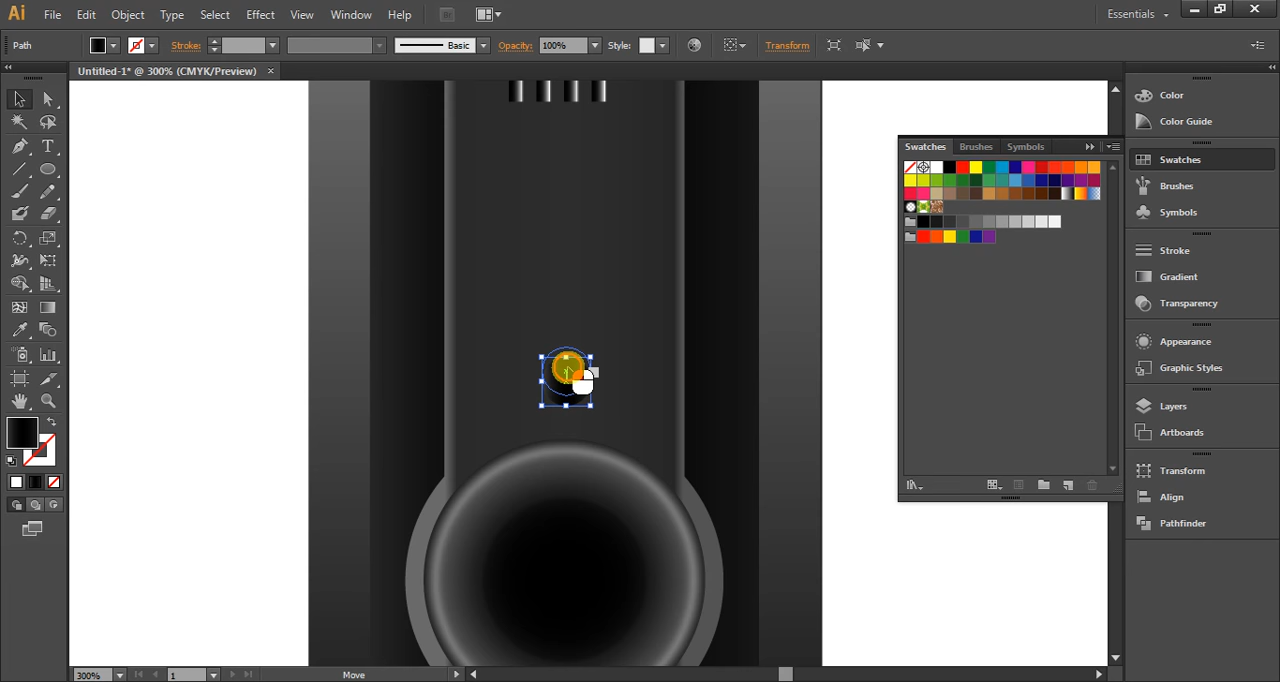 Ai File Edit Object Type Select Effect View Window Help Essentials
Path Stroke: Basic Opacity: 100% Style: Transform
Untitled-1* @ 300% (CMYK/Preview) ×
Swatches Brushes Symbols
Color
Color Guide
Swatches
Brushes
Symbols
Stroke
Gradient
Transparency
Appearance
Graphic Styles
Layers
Artboards
Transform
Align
Pathfinder
300% 1 Move